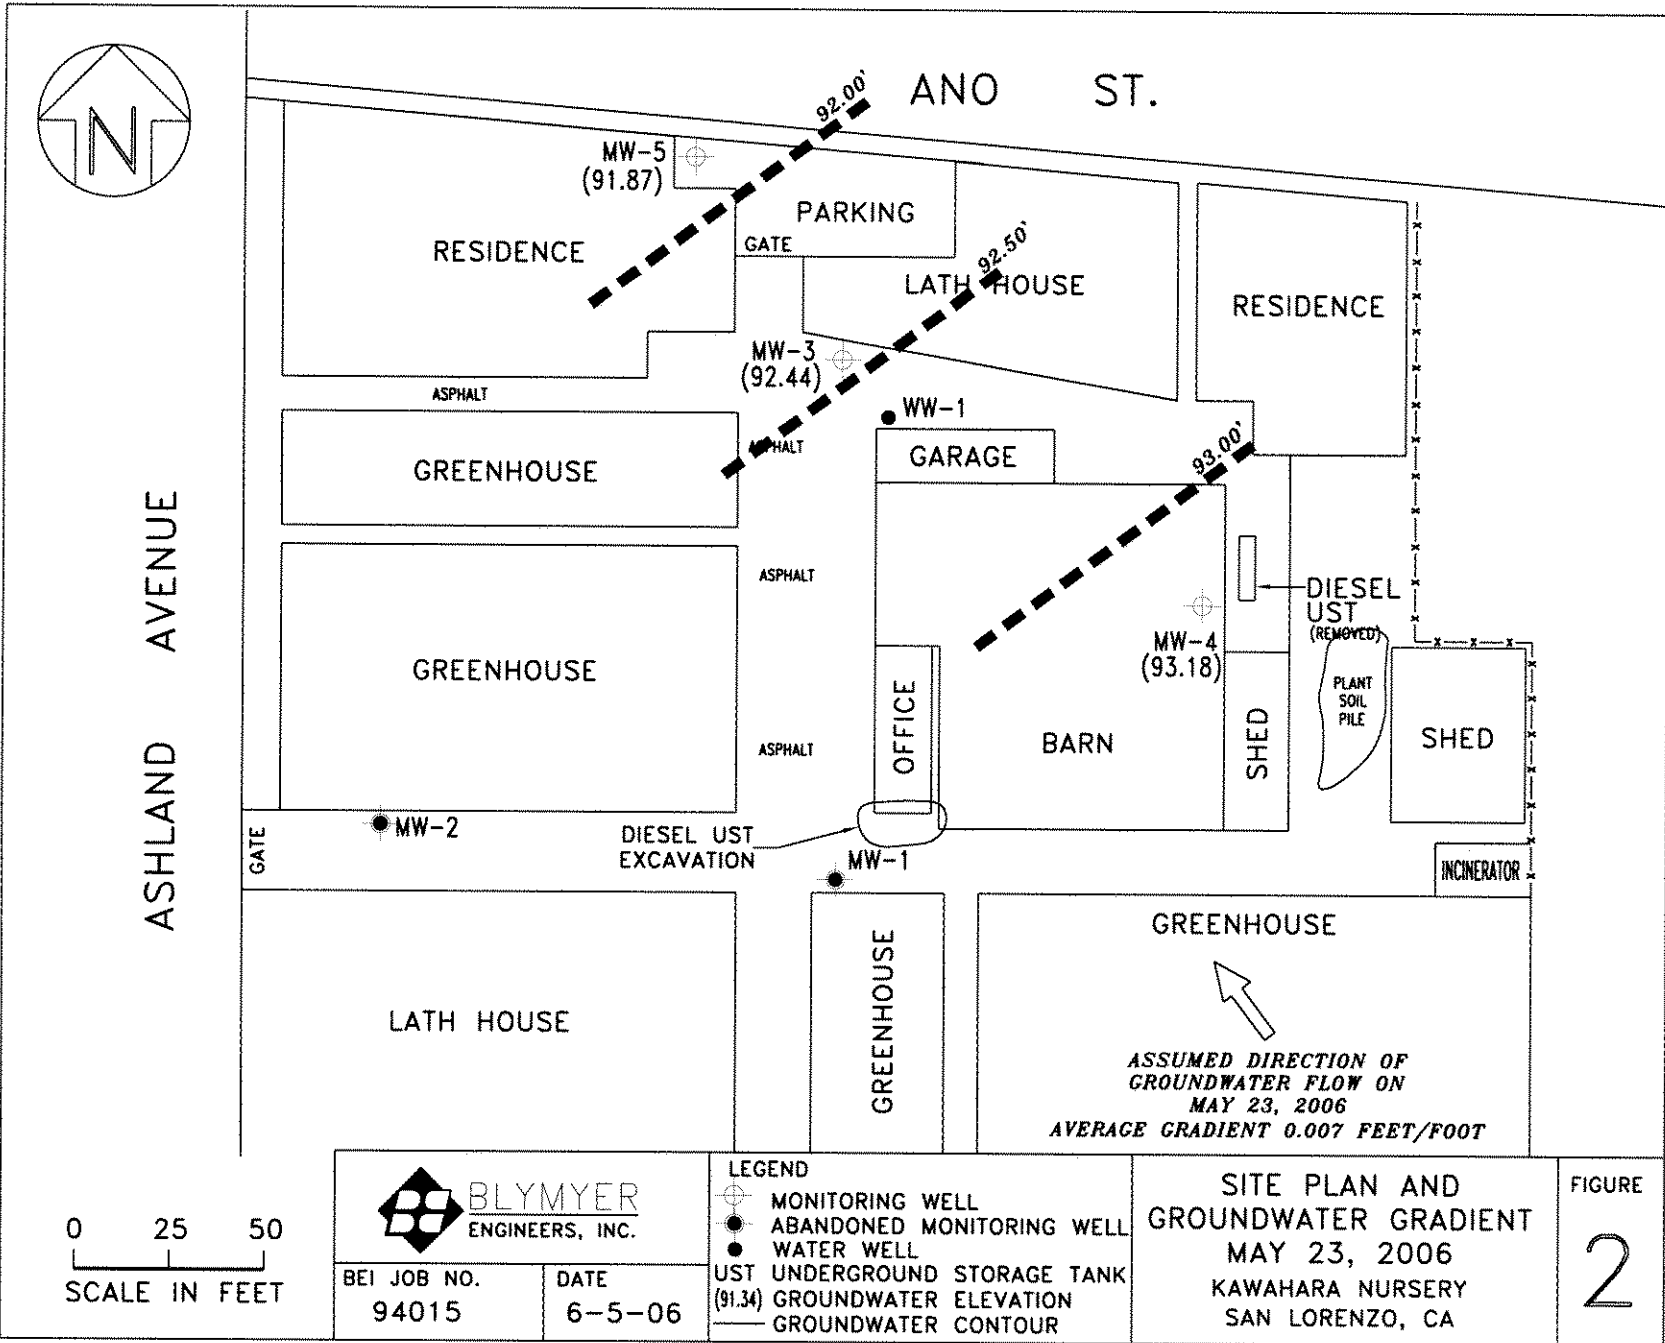 N
ANO ST.
92.00'
MW-5
(91.87)
PARKING
RESIDENCE
GATE
92.50'
LATH HOUSE
RESIDENCE
MW-3
(92.44)
ASPHALT
WW-1
ASPHALT
GARAGE
GREENHOUSE
93.00'
ASHLAND AVENUE
ASPHALT
DIESEL
UST
(REMOVED)
MW-4
(93.18)
GREENHOUSE
PLANT
SOIL
PILE
OFFICE
BARN
SHED
SHED
ASPHALT
MW-2
GATE
DIESEL UST
EXCAVATION
MW-1
INCINERATOR
GREENHOUSE
GREENHOUSE
LATH HOUSE
ASSUMED DIRECTION OF
GROUNDWATER FLOW ON
MAY 23, 2006
AVERAGE GRADIENT 0.007 FEET/FOOT
0 25 50
SCALE IN FEET
BLYMYER
ENGINEERS, INC.
BEI JOB NO.
94015
DATE
6-5-06
LEGEND
MONITORING WELL
ABANDONED MONITORING WELL
WATER WELL
UST UNDERGROUND STORAGE TANK
(91.34) GROUNDWATER ELEVATION
GROUNDWATER CONTOUR
SITE PLAN AND
GROUNDWATER GRADIENT
MAY 23, 2006
KAWAHARA NURSERY
SAN LORENZO, CA
FIGURE
2